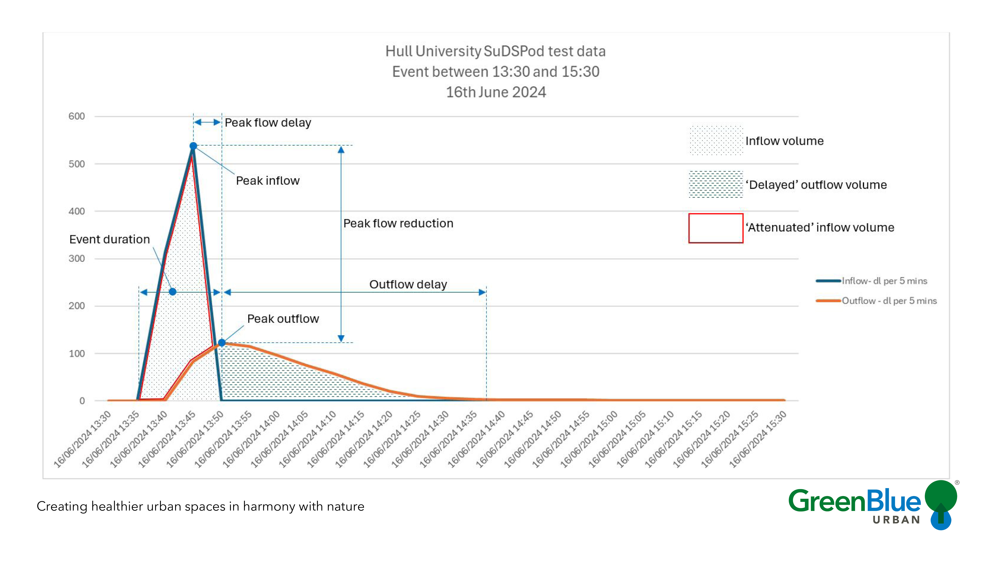 Hull University SuDSPod test data
Event between 13:30 and 15:30
16th June 2024
600
500
400
300
200
100
0
Peak flow delay
Peak inflow
Peak flow reduction
Event duration
Outflow delay
Peak outflow
Inflow volume
‘Delayed’ outflow volume
‘Attenuated’ inflow volume
Inflow- dl per 5 mins
Outflow - dl per 5 mins
16/06/2024 13:30
16/06/2024 13:35
16/06/2024 13:40
16/06/2024 13:45
16/06/2024 13:50
16/06/2024 13:55
16/06/2024 14:00
16/06/2024 14:05
16/06/2024 14:10
16/06/2024 14:15
16/06/2024 14:20
16/06/2024 14:25
16/06/2024 14:30
16/06/2024 14:35
16/06/2024 14:40
16/06/2024 14:45
16/06/2024 14:50
16/06/2024 14:55
16/06/2024 15:00
16/06/2024 15:05
16/06/2024 15:10
16/06/2024 15:15
16/06/2024 15:20
16/06/2024 15:25
16/06/2024 15:30
Creating healthier urban spaces in harmony with nature
GreenBlue ®
URBAN